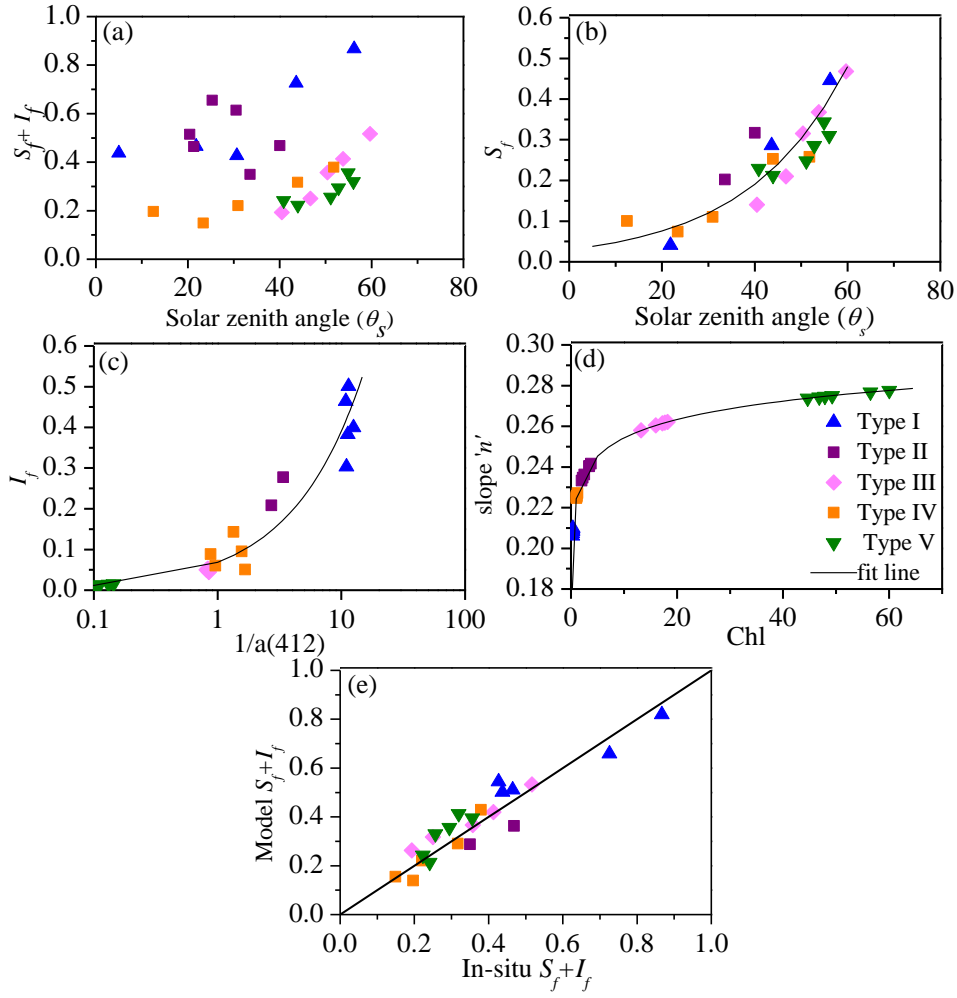 (a)
1.0
0.8
0.6
0.4
0.2
0.0
S_f + I_f
0 20 40 60 80
Solar zenith angle (θ_s)
(b)
0.6
0.5
0.4
0.3
0.2
0.1
0.0
S_f
0 20 40 60 80
Solar zenith angle (θ_s)
(c)
0.6
0.5
0.4
0.3
0.2
0.1
0.0
I_f
0.1 1 10 100
1/a(412)
(d)
0.30
0.28
0.26
0.24
0.22
0.20
0.18
slope 'n'
Type I
Type II
Type III
Type IV
Type V
fit line
0 20 40 60
Chl
(e)
1.0
0.8
0.6
0.4
0.2
0.0
Model S_f+I_f
0.0 0.2 0.4 0.6 0.8 1.0
In-situ S_f+I_f